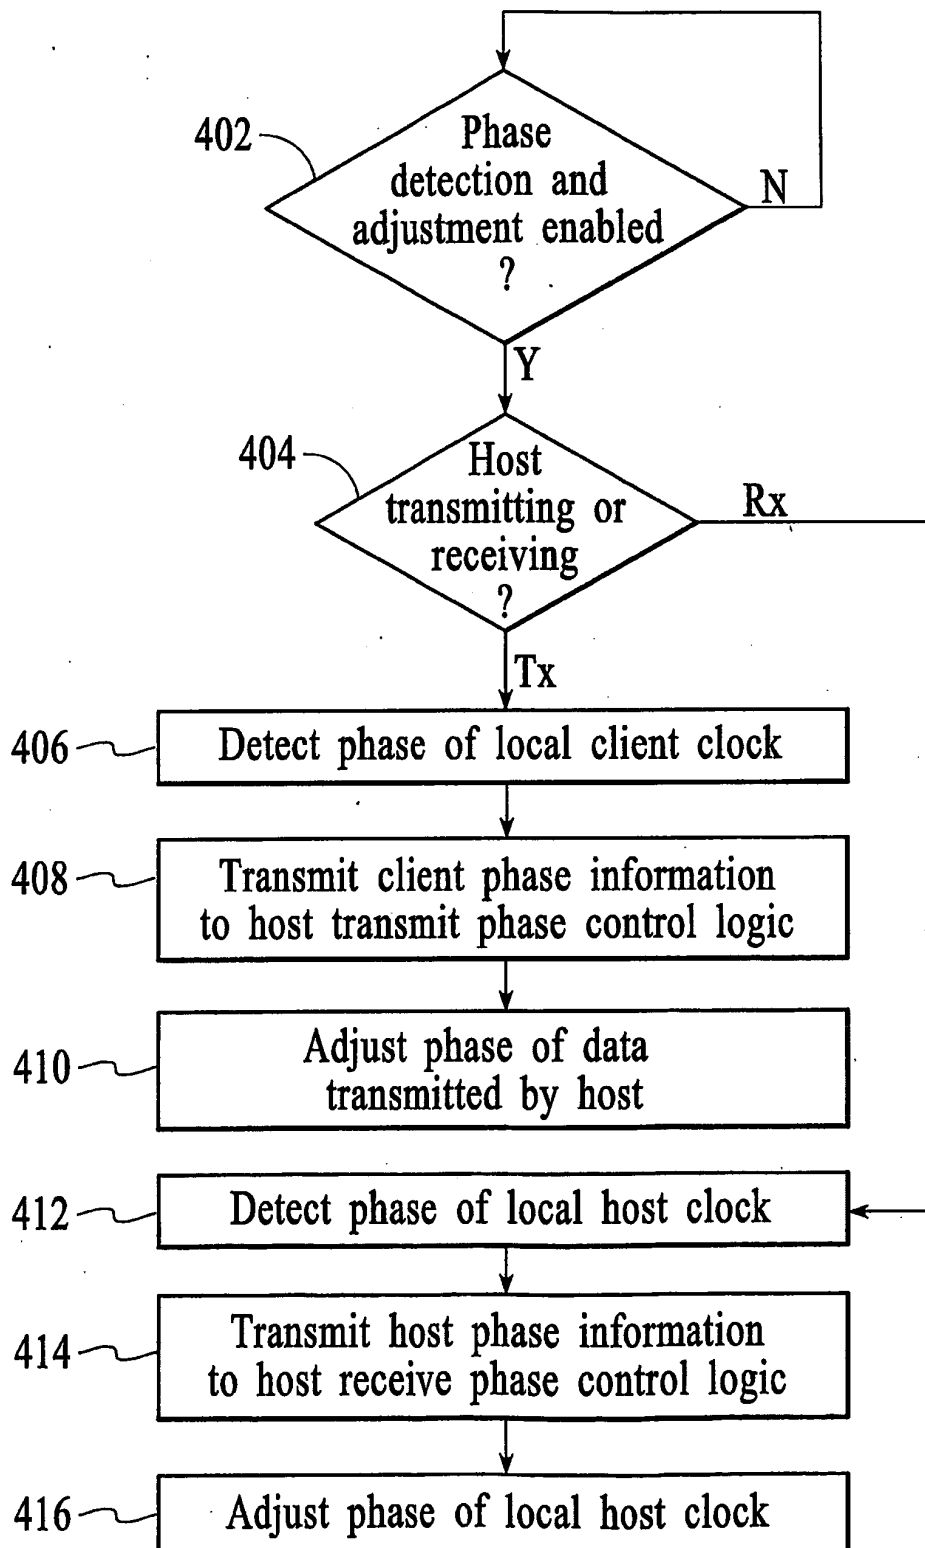 402
Phase
detection and
adjustment enabled
?
N
Y
404
Host
transmitting or
receiving
?
Rx
Tx
406
Detect phase of local client clock
408
Transmit client phase information
to host transmit phase control logic
410
Adjust phase of data
transmitted by host
412
Detect phase of local host clock
414
Transmit host phase information
to host receive phase control logic
416
Adjust phase of local host clock